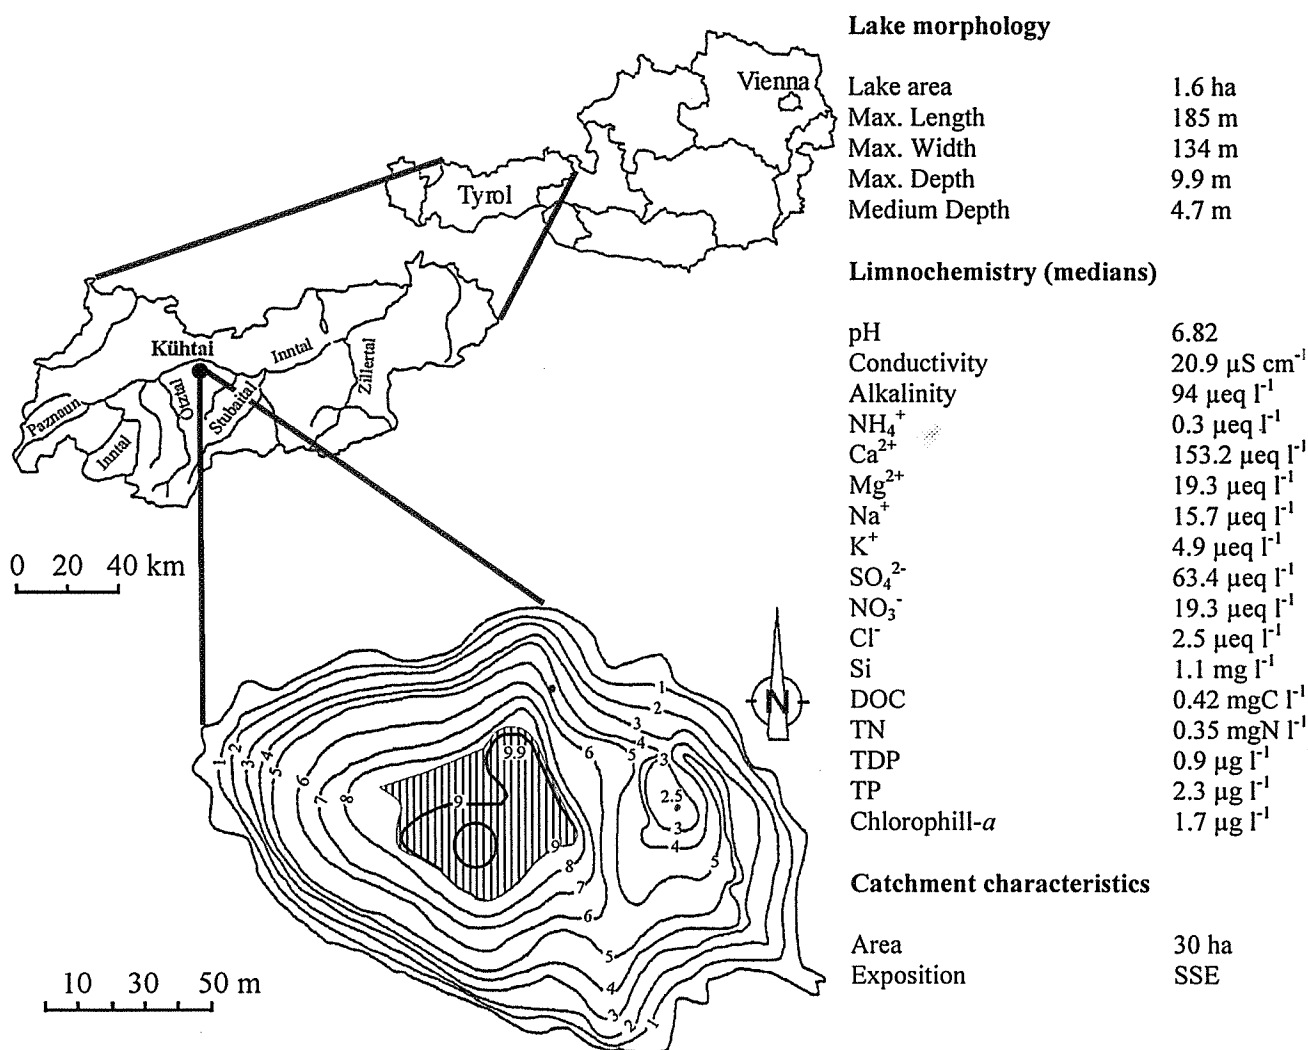 Lake morphology
Lake area 1.6 ha
Max. Length 185 m
Max. Width 134 m
Max. Depth 9.9 m
Medium Depth 4.7 m
Limnochemistry (medians)
pH 6.82
Conductivity 20.9 µS cm⁻¹
Alkalinity 94 µeq l⁻¹
NH₄⁺ 0.3 µeq l⁻¹
Ca²⁺ 153.2 µeq l⁻¹
Mg²⁺ 19.3 µeq l⁻¹
Na⁺ 15.7 µeq l⁻¹
K⁺ 4.9 µeq l⁻¹
SO₄²⁻ 63.4 µeq l⁻¹
NO₃⁻ 19.3 µeq l⁻¹
Cl⁻ 2.5 µeq l⁻¹
Si 1.1 mg l⁻¹
DOC 0.42 mgC l⁻¹
TN 0.35 mgN l⁻¹
TDP 0.9 µg l⁻¹
TP 2.3 µg l⁻¹
Chlorophill-a 1.7 µg l⁻¹
Catchment characteristics
Area 30 ha
Exposition SSE
Vienna
Tyrol
Kühtai
Inntal
Zillertal
Ötztal
Stubaital
Paznaun
Inntal
0 20 40 km
N
1
2
3
4
5
6
3
2.5
3
4
5
9.9
9
9
8
7
6
5
4
3
2
1
1
2
3
4
5
6
7
8
10 30 50 m